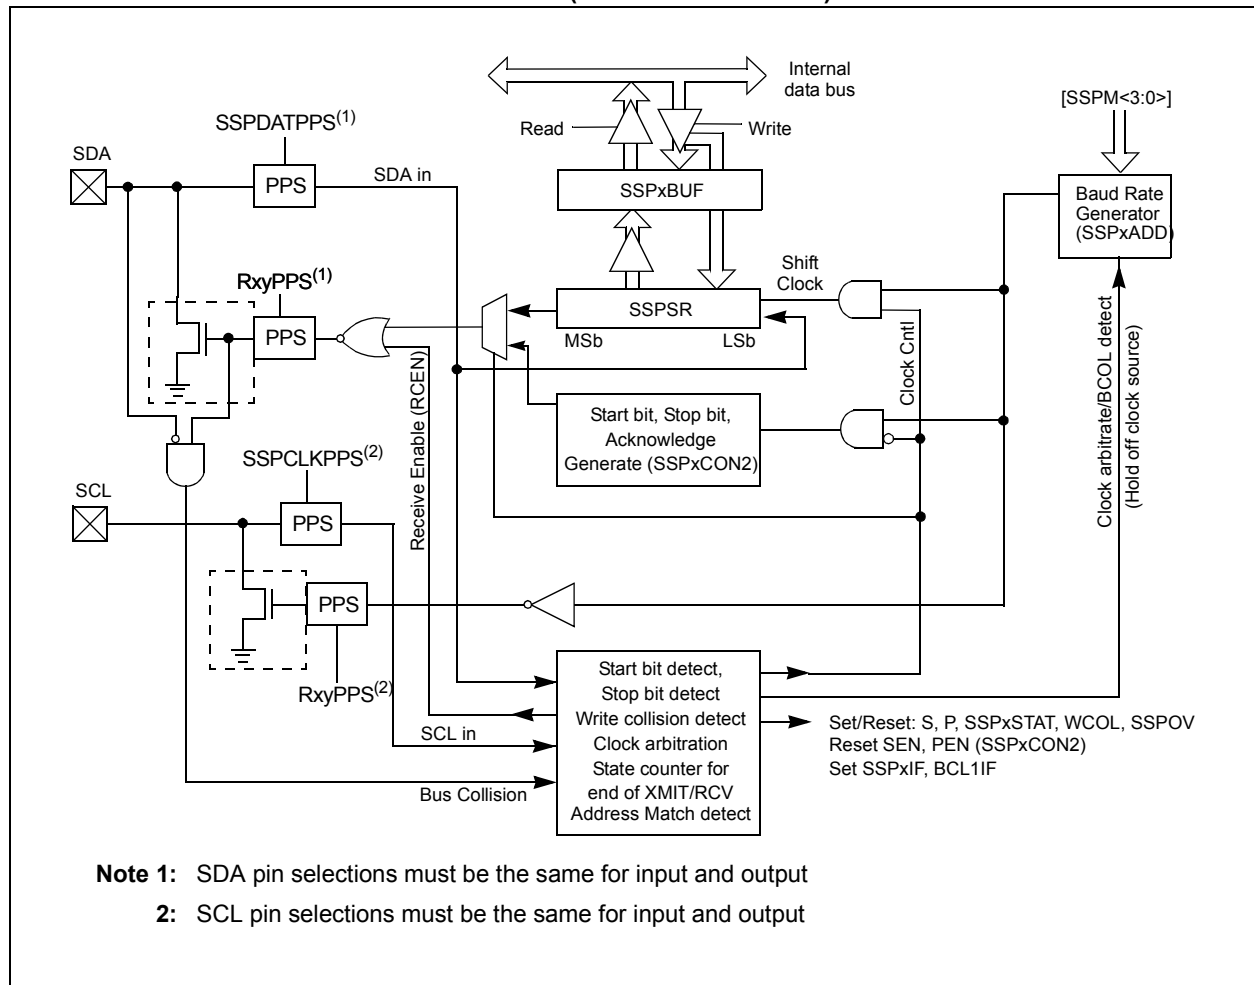 Internal
data bus
[SSPM<3:0>]
SSPDATPPS(1)
Read
Write
SDA
PPS
SDA in
SSPxBUF
Baud Rate
Generator
(SSPxADD)
RxyPPS(1)
Shift
Clock
PPS
SSPSR
MSb
LSb
Receive Enable (RCEN)
Clock Cntl
Clock arbitrate/BCOL detect
(Hold off clock source)
Start bit, Stop bit,
Acknowledge
Generate (SSPxCON2)
SSPCLKPPS(2)
SCL
PPS
PPS
RxyPPS(2)
Start bit detect,
Stop bit detect
Write collision detect
Clock arbitration
State counter for
end of XMIT/RCV
Address Match detect
SCL in
Bus Collision
Set/Reset: S, P, SSPxSTAT, WCOL, SSPOV
Reset SEN, PEN (SSPxCON2)
Set SSPxIF, BCL1IF
Note 1: SDA pin selections must be the same for input and output
2: SCL pin selections must be the same for input and output